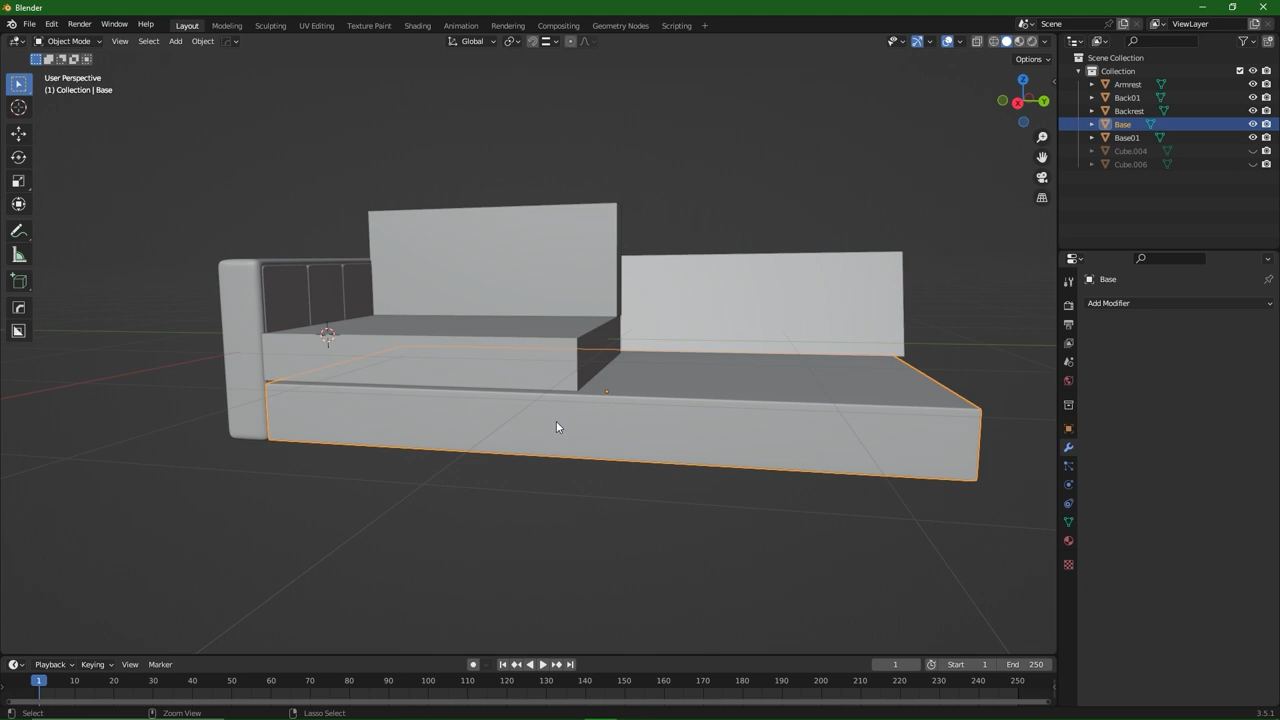 Blender
File Edit Render Window Help Layout Modeling Sculpting UV Editing Texture Paint Shading Animation Rendering Compositing Geometry Nodes Scripting + Scene ViewLayer
Object Mode View Select Add Object Global
Options
User Perspective
(1) Collection | Base
Z
Y
X
Scene Collection
Collection
Armrest
Back01
Backrest
Base
Base01
Cube.004
Cube.006
Base
Add Modifier
Playback Keying View Marker 1 Start 1 End 250
1 10 20 30 40 50 60 70 80 90 100 110 120 130 140 150 160 170 180 190 200 210 220 230 240 250
Select Zoom View Lasso Select 3.5.1